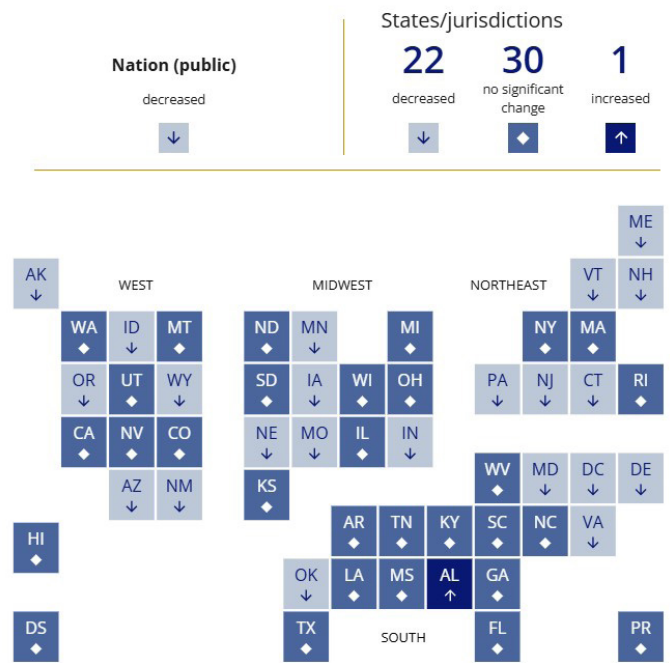 States/jurisdictions
Nation (public)
decreased
↓
22 30 1
decreased no significant change increased
↓ ◆ ↑
ME
↓
AK VT NH
↓ ↓ ↓
WEST MIDWEST NORTHEAST
WA ID MT ND MN MI NY MA
◆ ↓ ◆ ◆ ↓ ◆ ◆ ◆
OR UT WY SD IA WI OH PA NJ CT RI
↓ ◆ ↓ ◆ ↓ ◆ ◆ ↓ ↓ ↓ ◆
CA NV CO NE MO IL IN
◆ ◆ ◆ ↓ ↓ ◆ ↓
AZ NM KS WV MD DC DE
↓ ↓ ◆ ◆ ↓ ↓ ↓
HI AR TN KY SC NC VA
◆ ◆ ◆ ◆ ◆ ◆ ↓
OK LA MS AL GA
↓ ◆ ◆ ↑ ◆
DS TX SOUTH FL PR
◆ ◆ ◆ ◆